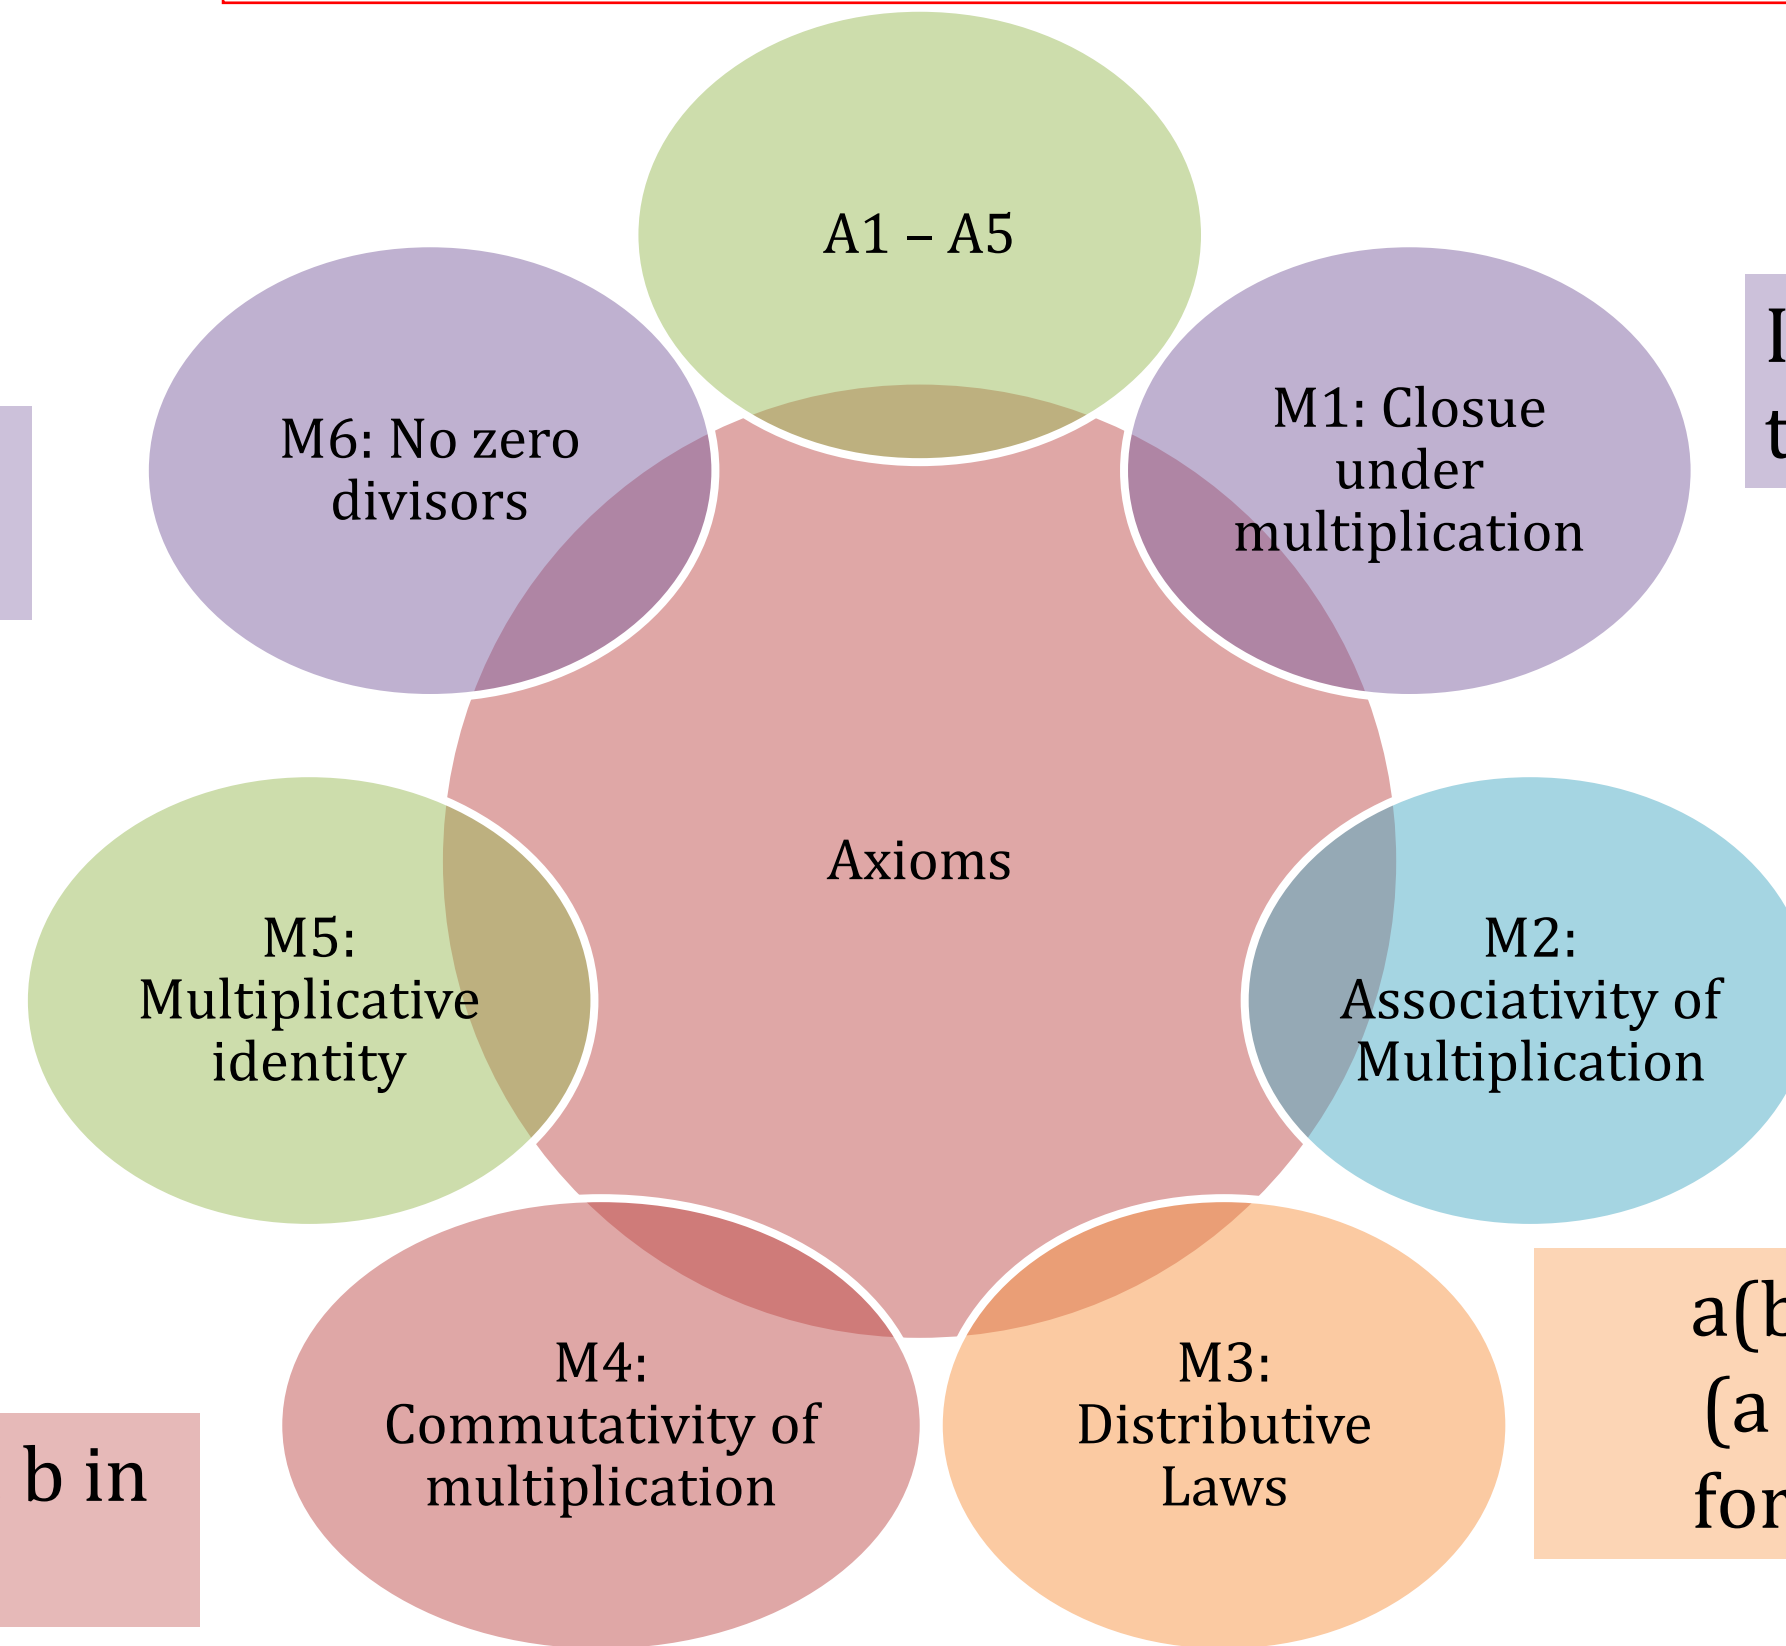 A1 – A5
M1: Closue
under
multiplication
M2:
Associativity of
Multiplication
M3:
Distributive
Laws
M4:
Commutativity of
multiplication
M5:
Multiplicative
identity
M6: No zero
divisors
Axioms
a(b
(a
for
b in